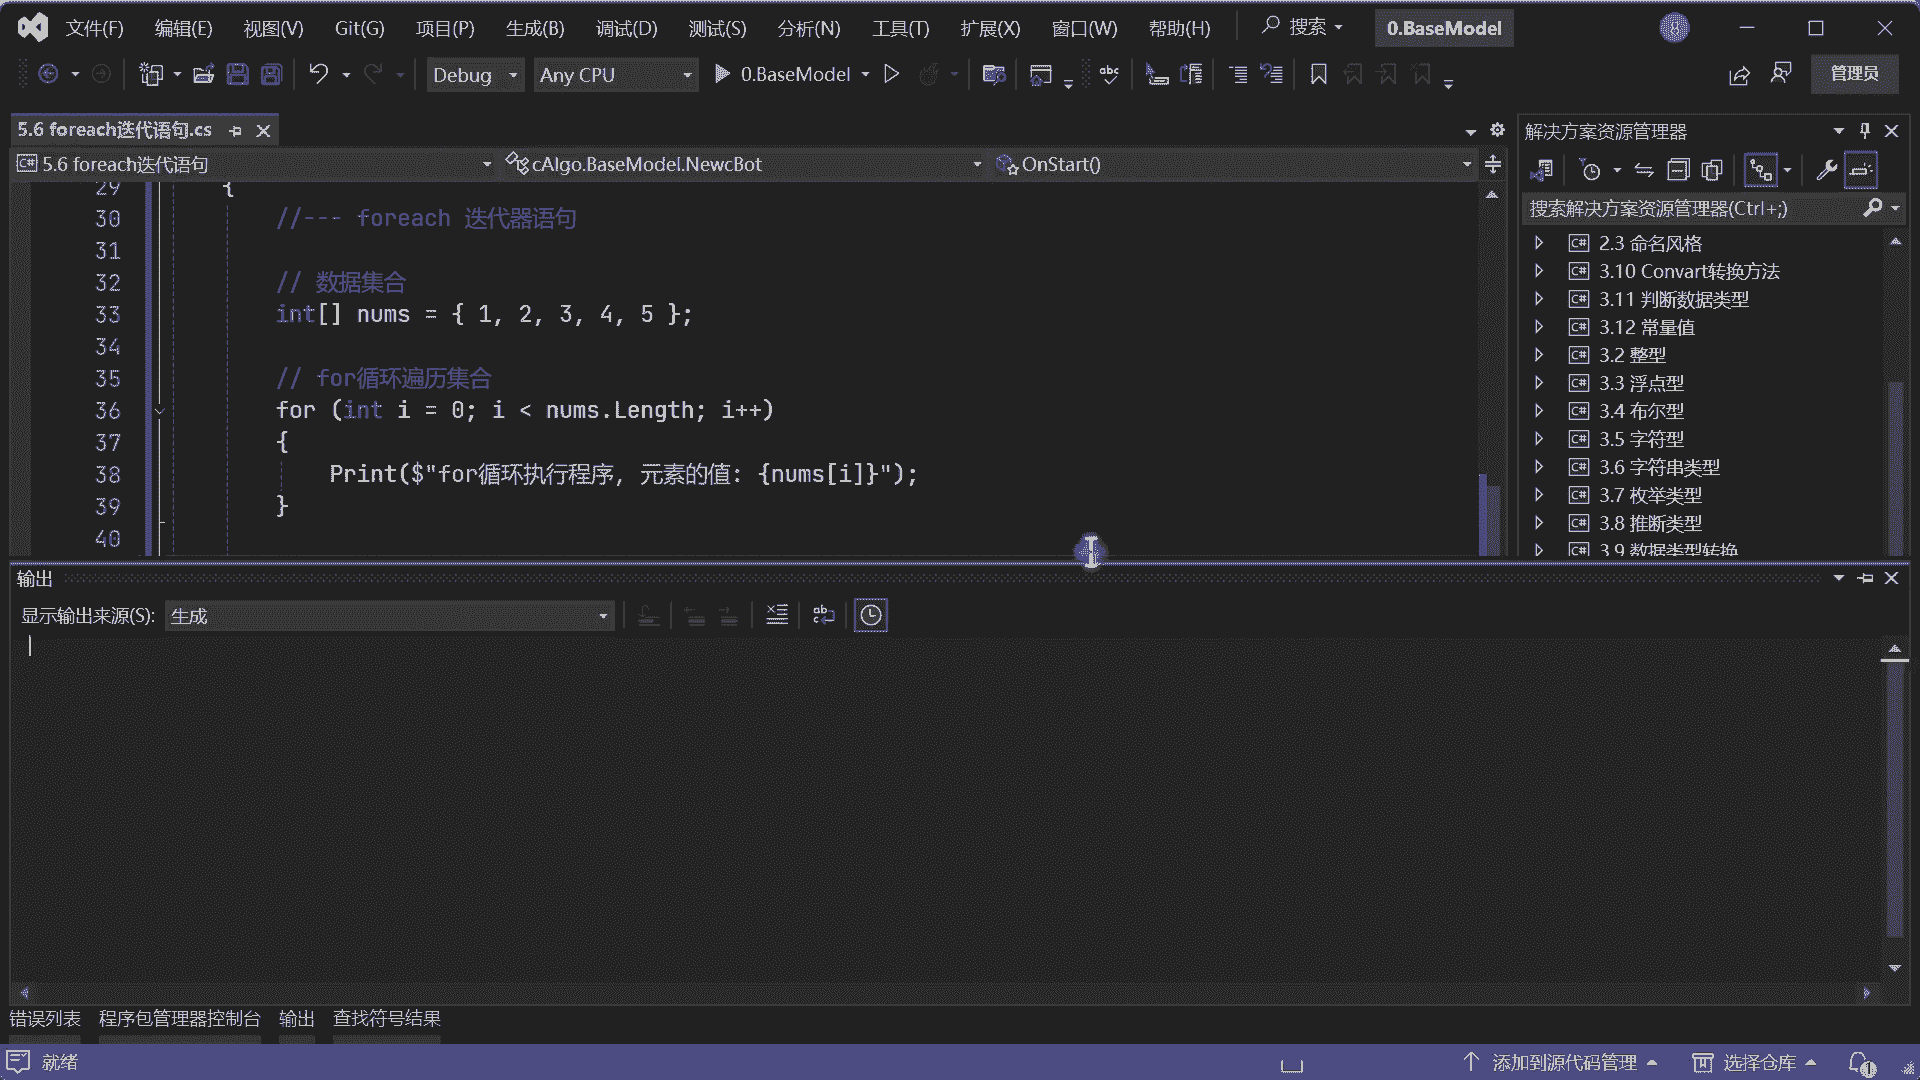 文件(F) 编辑(E) 视图(V) Git(G) 项目(P) 生成(B) 调试(D) 测试(S) 分析(N) 工具(T) 扩展(X) 窗口(W) 帮助(H) 搜索 0.BaseModel 8
Debug Any CPU 0.BaseModel 管理员
5.6 foreach迭代语句.cs
5.6 foreach迭代语句 cAlgo.BaseModel.NewcBot OnStart()
29 {
30 //--- foreach 迭代器语句
31
32 // 数据集合
33 int[] nums = { 1, 2, 3, 4, 5 };
34
35 // for循环遍历集合
36 for (int i = 0; i < nums.Length; i++)
37 {
38 Print($"for循环执行程序, 元素的值: {nums[i]}");
39 }
40
解决方案资源管理器
搜索解决方案资源管理器(Ctrl+;)
C# 2.3 命名风格
C# 3.10 Convart转换方法
C# 3.11 判断数据类型
C# 3.12 常量值
C# 3.2 整型
C# 3.3 浮点型
C# 3.4 布尔型
C# 3.5 字符型
C# 3.6 字符串类型
C# 3.7 枚举类型
C# 3.8 推断类型
C# 3.9 数据类型转换
输出
显示输出来源(S): 生成
错误列表 程序包管理器控制台 输出 查找符号结果
就绪 添加到源代码管理 选择仓库 1